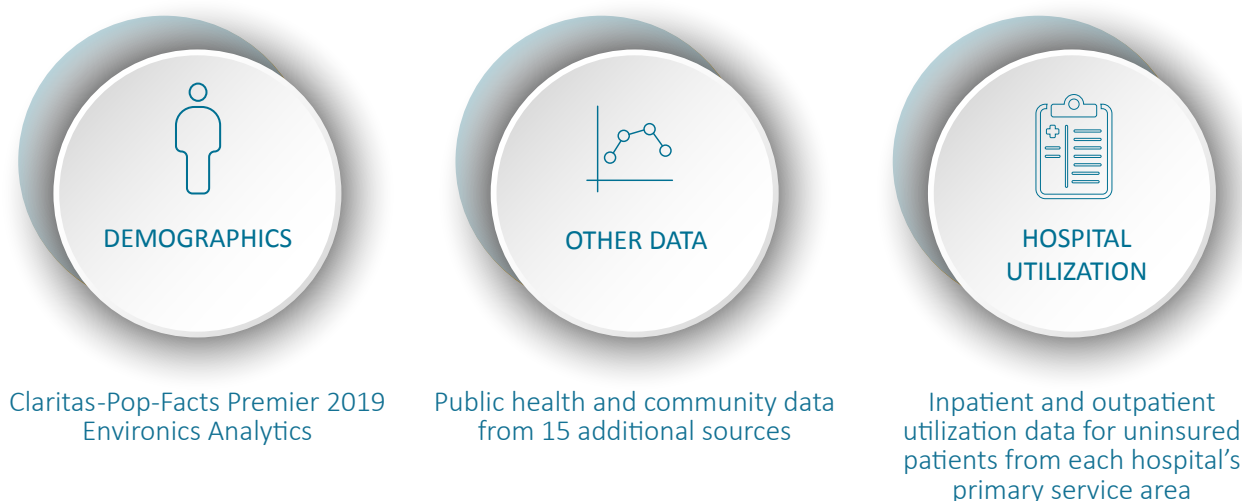 DEMOGRAPHICS
Claritas-Pop-Facts Premier 2019
Environics Analytics
OTHER DATA
Public health and community data
from 15 additional sources
HOSPITAL
UTILIZATION
Inpatient and outpatient
utilization data for uninsured
patients from each hospital's
primary service area